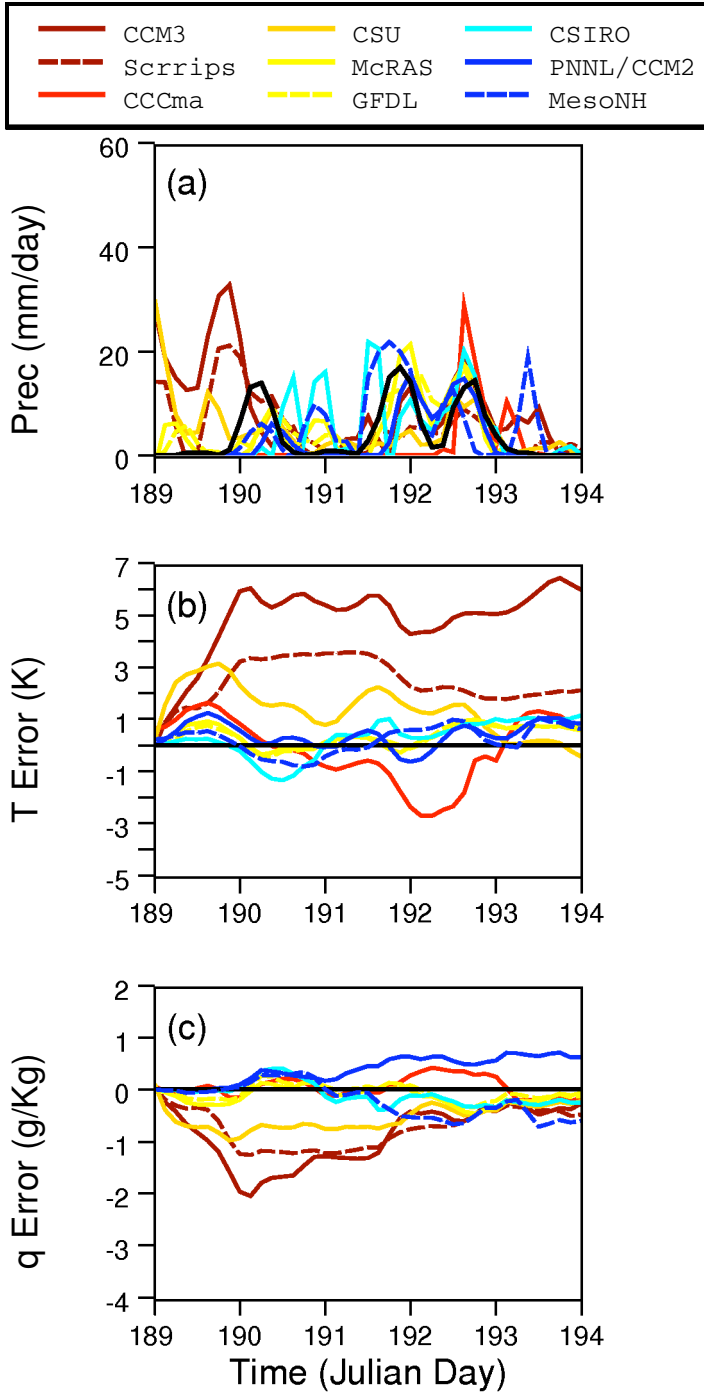 CCM3 CSU CSIRO
Scrrips McRAS PNNL/CCM2
CCCma GFDL MesoNH
(a)
Prec (mm/day)
60
40
20
0
189 190 191 192 193 194
(b)
T Error (K)
7
5
3
1
-1
-3
-5
189 190 191 192 193 194
(c)
q Error (g/Kg)
2
1
0
-1
-2
-3
-4
189 190 191 192 193 194
Time (Julian Day)